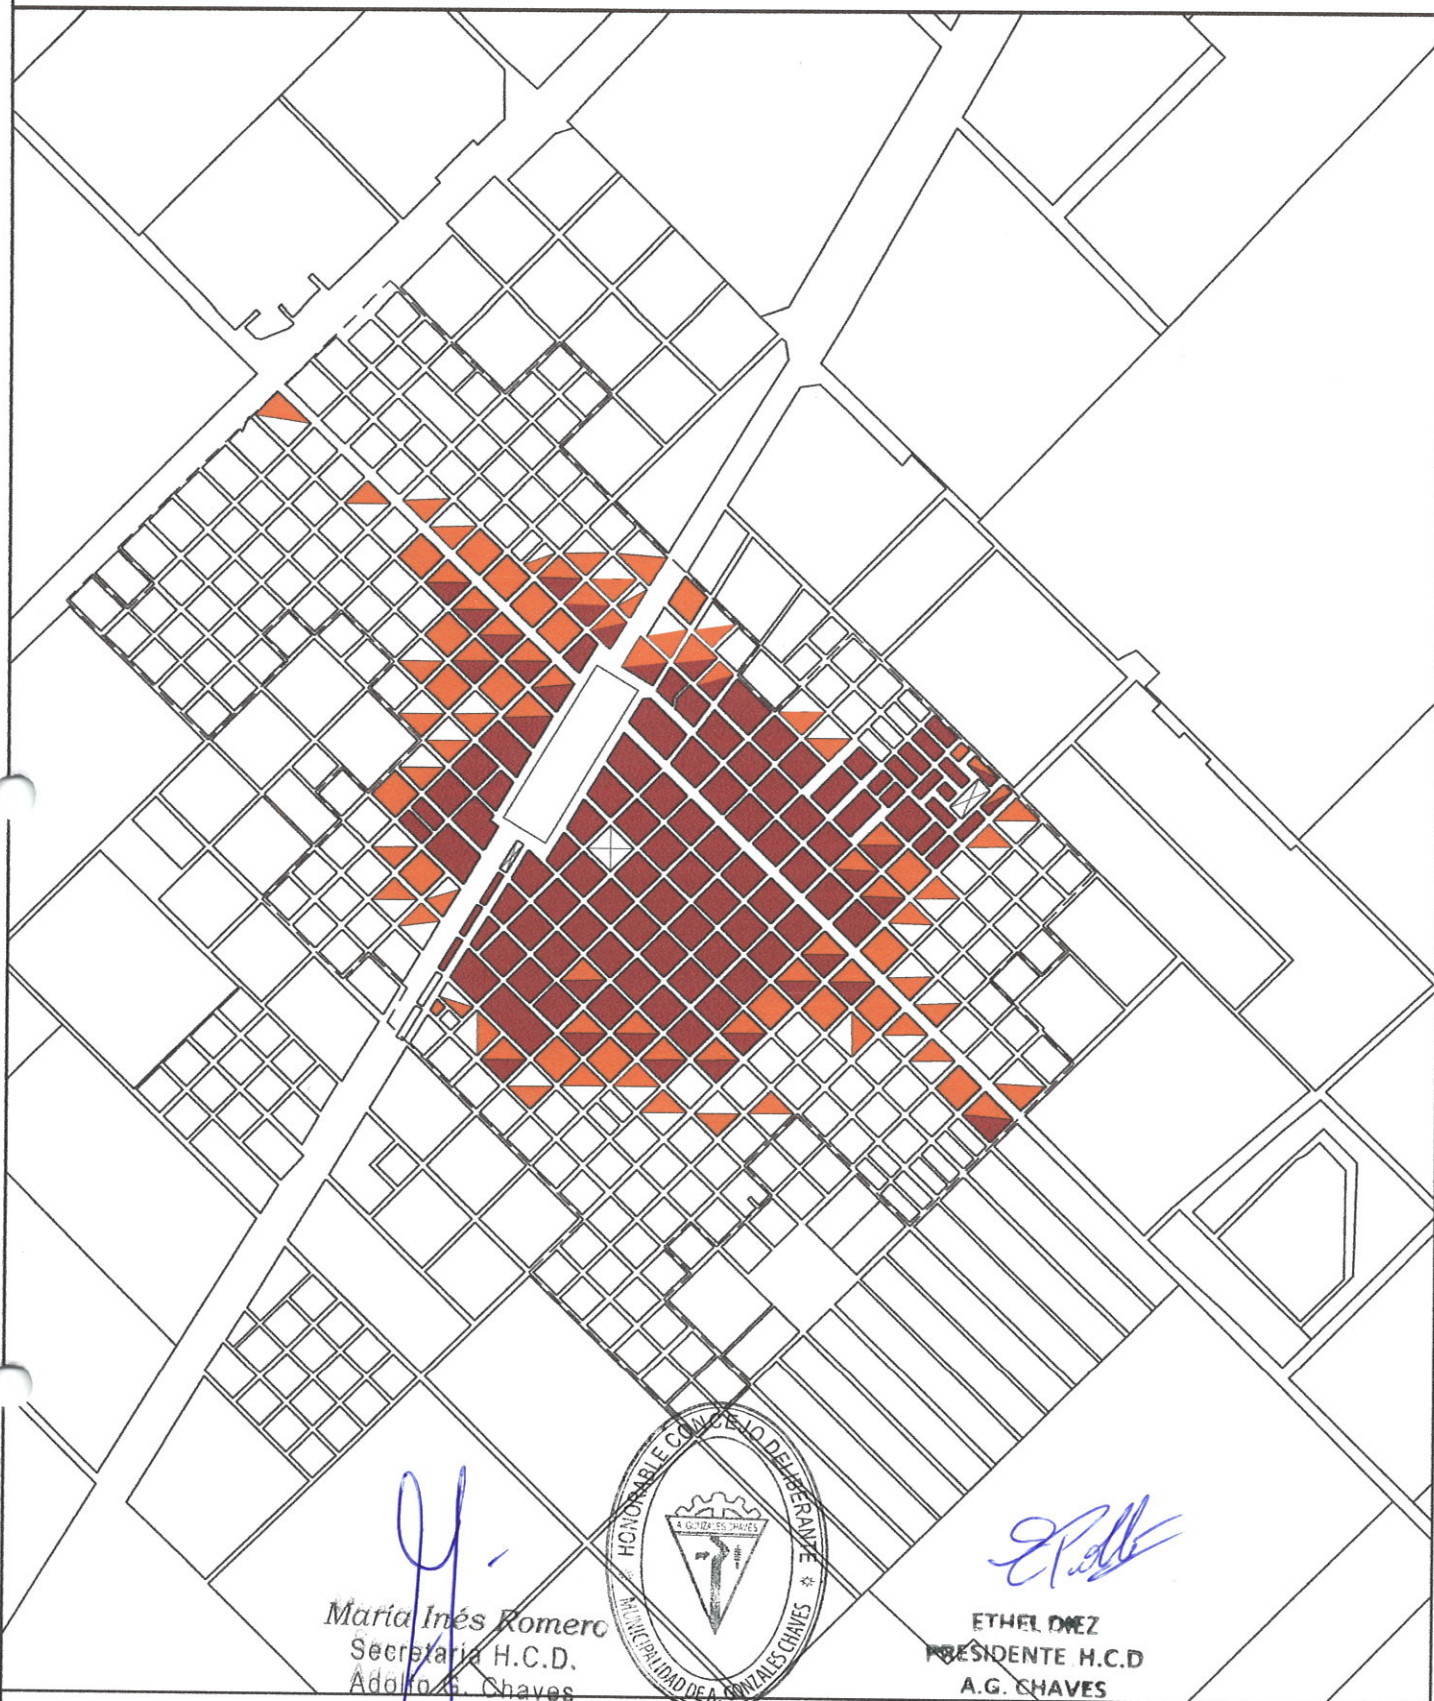 HONORABLE CONCEJO DELIBERANTE
A. GONZALES CHAVES
MUNICIPALIDAD DE A. GONZALES CHAVES
María Inés Romero
Secretaria H.C.D.
Adolfo G. Chaves
ETHEL DIEZ
PRESIDENTE H.C.D
A.G. CHAVES